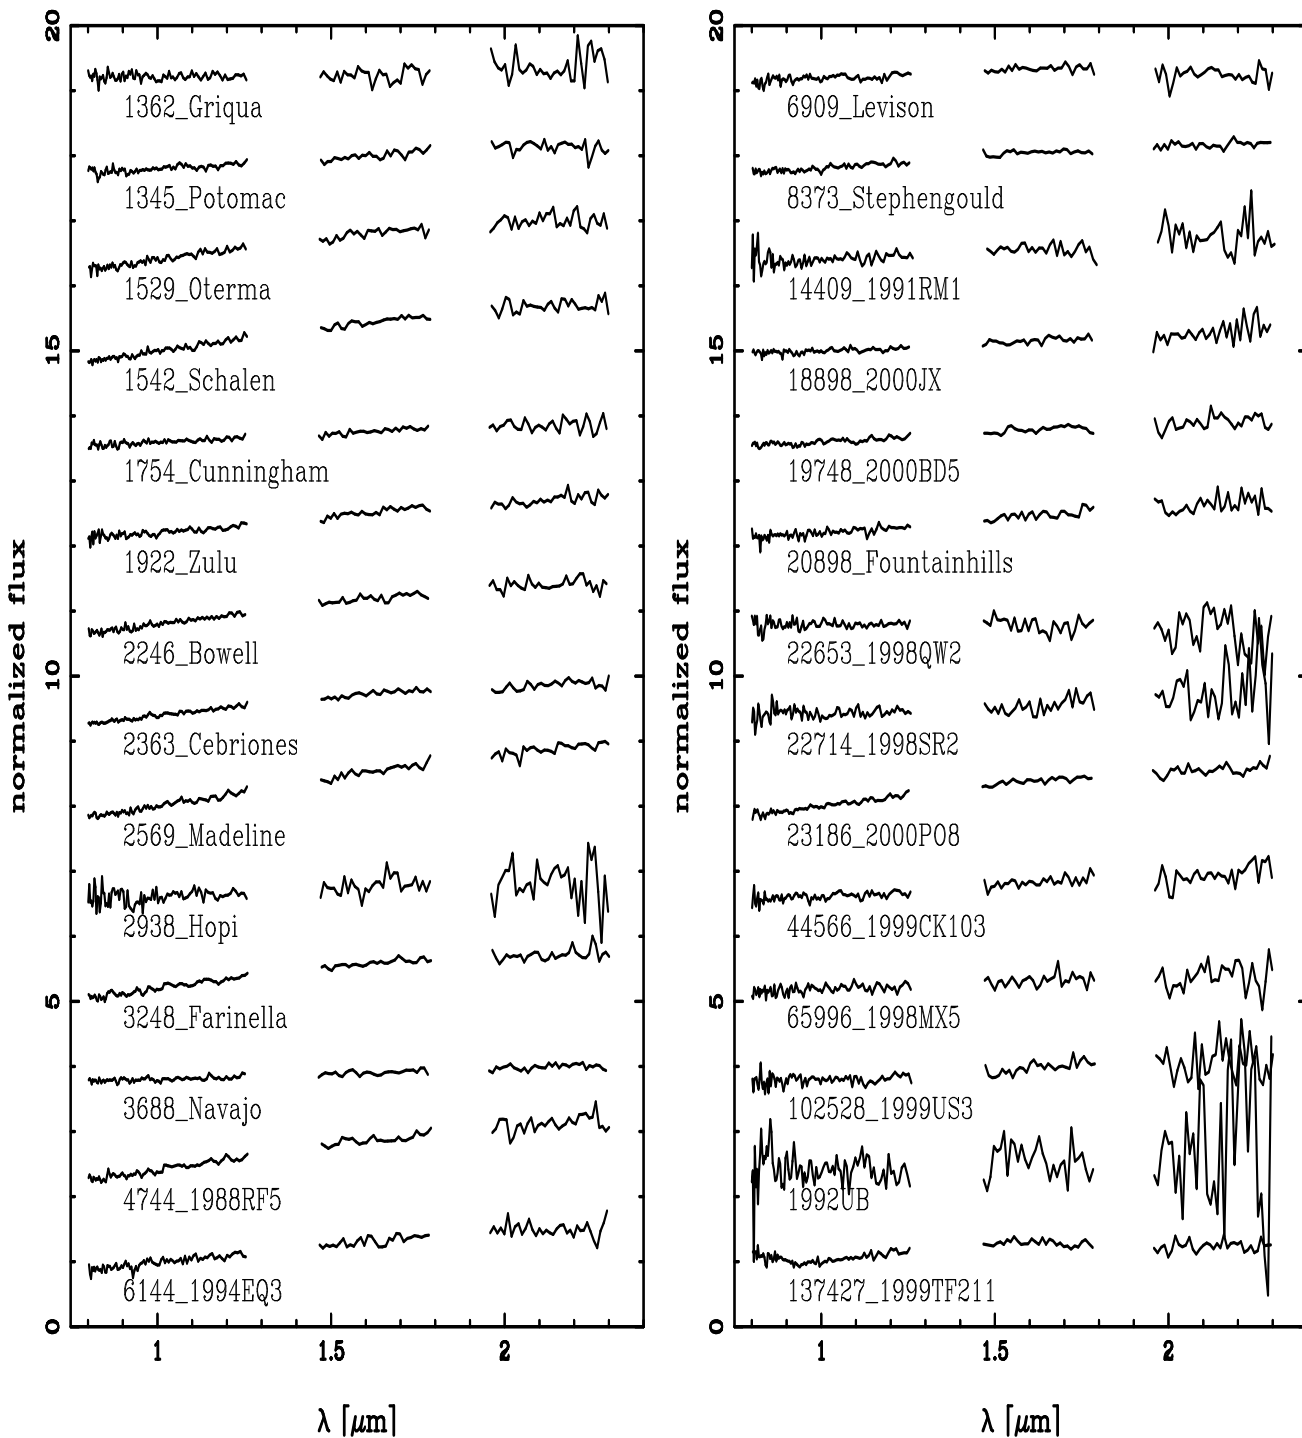 20
1362_Griqua
1345_Potomac
1529_Oterma
15
1542_Schalen
1754_Cunningham
1922_Zulu
2246_Bowell
10
2363_Cebriones
2569_Madeline
2938_Hopi
5
3248_Farinella
3688_Navajo
4744_1988RF5
6144_1994EQ3
0
1 1.5 2
normalized flux
λ [μm]
20
6909_Levison
8373_Stephengould
14409_1991RM1
15
18898_2000JX
19748_2000BD5
20898_Fountainhills
22653_1998QW2
10
22714_1998SR2
23186_2000PO8
44566_1999CK103
5
65996_1998MX5
102528_1999US3
1992UB
137427_1999TF211
0
1 1.5 2
normalized flux
λ [μm]